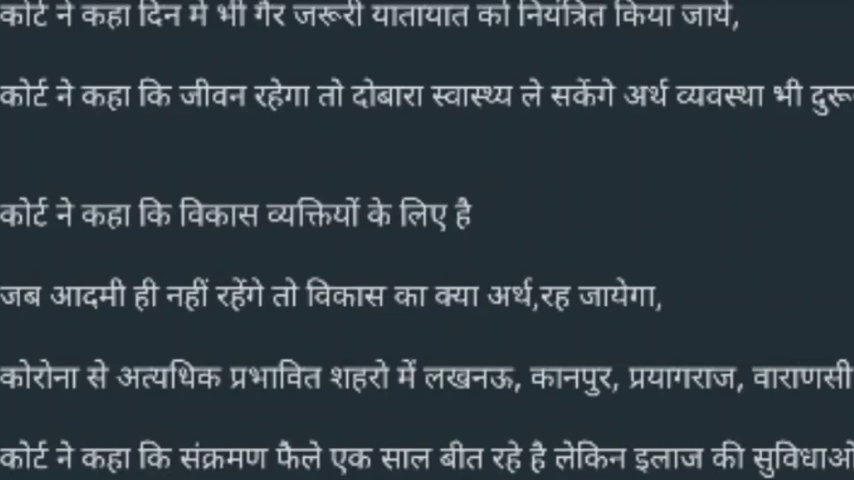 कोर्ट ने कहा दिन मे भी गैर जरूरी यातायात को नियंत्रित किया जाये,
कोर्ट ने कहा कि जीवन रहेगा तो दोबारा स्वास्थ्य ले सकेंगे अर्थ व्यवस्था भी
कोर्ट ने कहा कि विकास व्यक्तियों के लिए है
जब आदमी ही नहीं रहेंगे तो विकास का क्या अर्थ,रह जायेगा,
कोरोना से अत्यधिक प्रभावित शहरो में लखनऊ, कानपुर, प्रयागराज, वाराणसी
कोर्ट ने कहा कि संक्रमण फैले एक साल बीत रहे है लेकिन इलाज की सुविधाओ